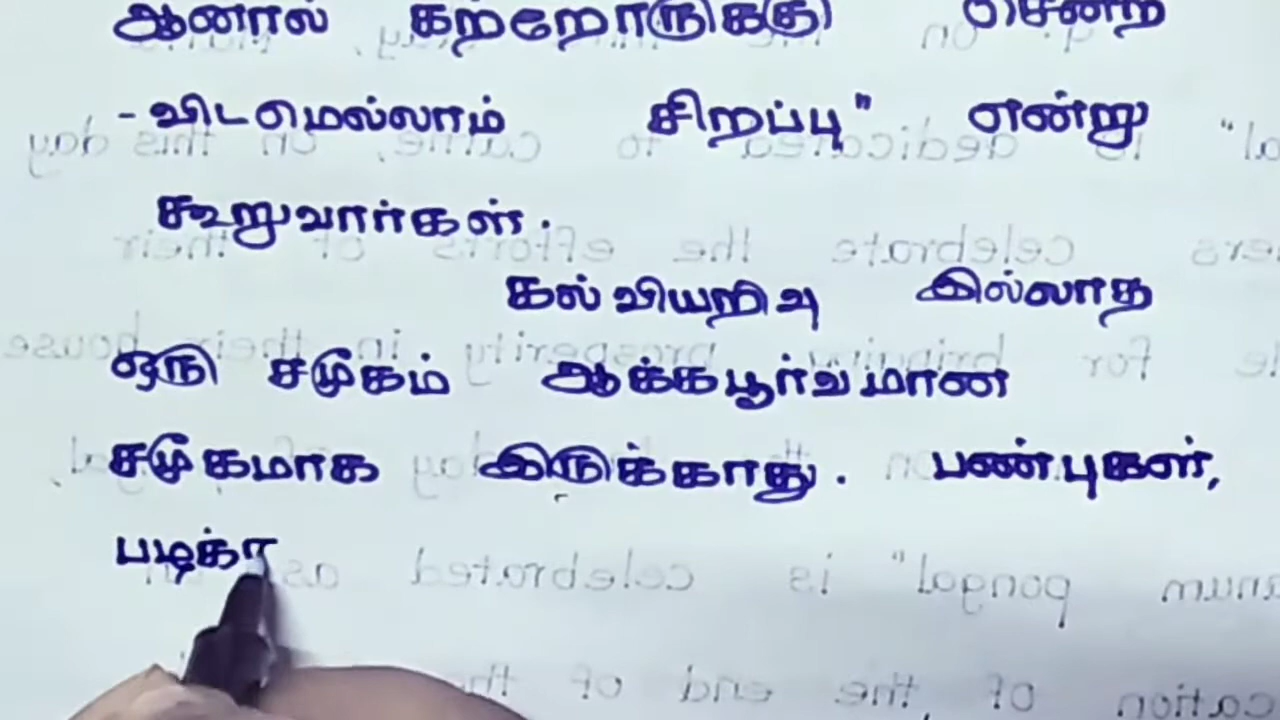 ஆனால் கற்றோருக்கு சென்ற
-விடமெல்லாம் சிறப்பு" என்று
கூறுவார்கள்.
கல்வியறிவு இல்லாத
ஒரு சமூகம் ஆக்கபூர்வமான
சமூகமாக இருக்காது. பண்புகள்,
படிக்கா